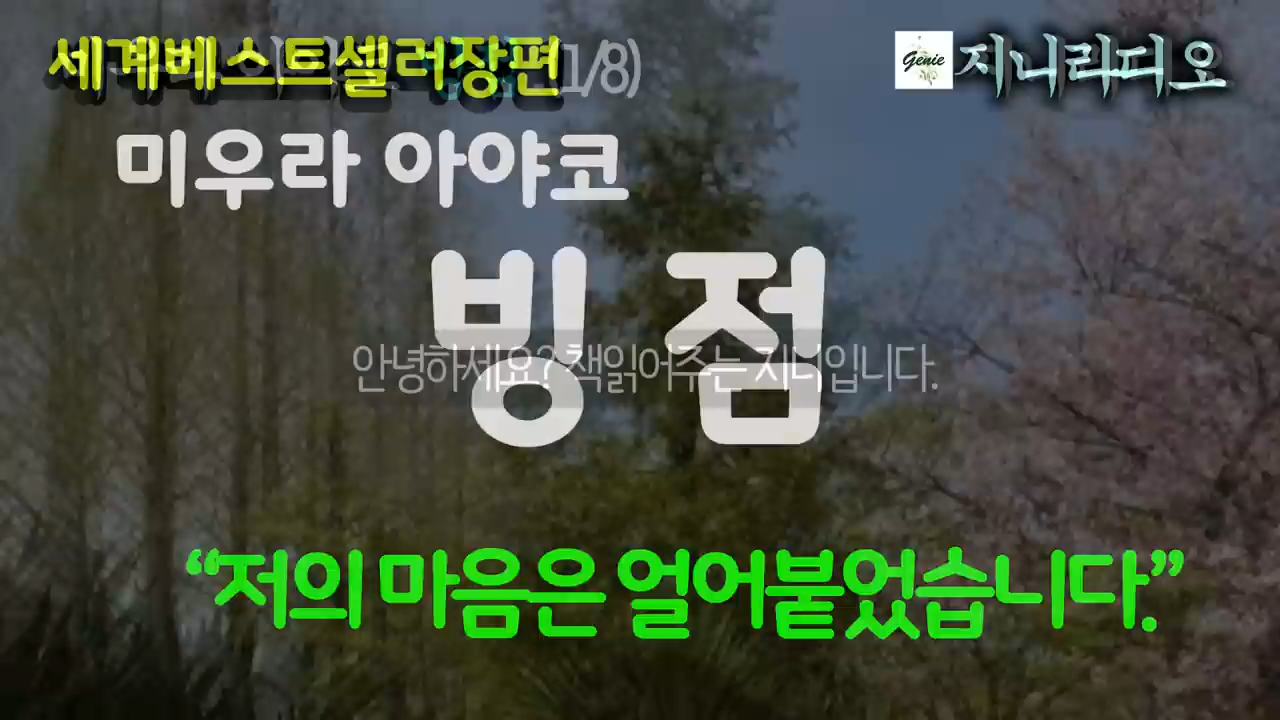 세계베스트셀러장편 (1/8)
Genie 지니라디오
미우라 아야코
빙점
안녕하세요? 책읽어주는 지니입니다.
“저의 마음은 얼어붙었습니다.”